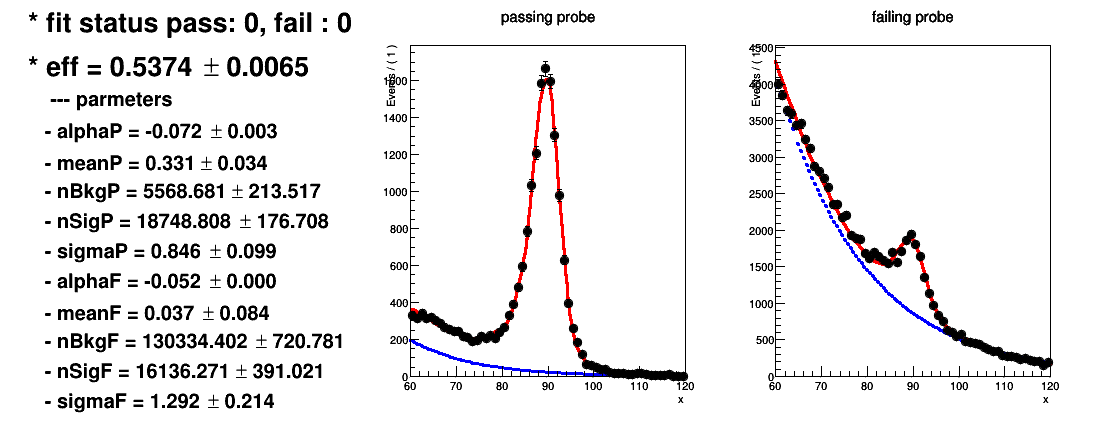 * fit status pass: 0, fail : 0
* eff = 0.5374 ± 0.0065
--- parmeters
- alphaP = -0.072 ± 0.003
- meanP = 0.331 ± 0.034
- nBkgP = 5568.681 ± 213.517
- nSigP = 18748.808 ± 176.708
- sigmaP = 0.846 ± 0.099
- alphaF = -0.052 ± 0.000
- meanF = 0.037 ± 0.084
- nBkgF = 130334.402 ± 720.781
- nSigF = 16136.271 ± 391.021
- sigmaF = 1.292 ± 0.214
passing probe
Events / ( 1 )
1600
1400
1200
1000
800
600
400
200
0
60 70 80 90 100 110 120
x
failing probe
Events / ( 1 )
4500
4000
3500
3000
2500
2000
1500
1000
500
0
60 70 80 90 100 110 120
x